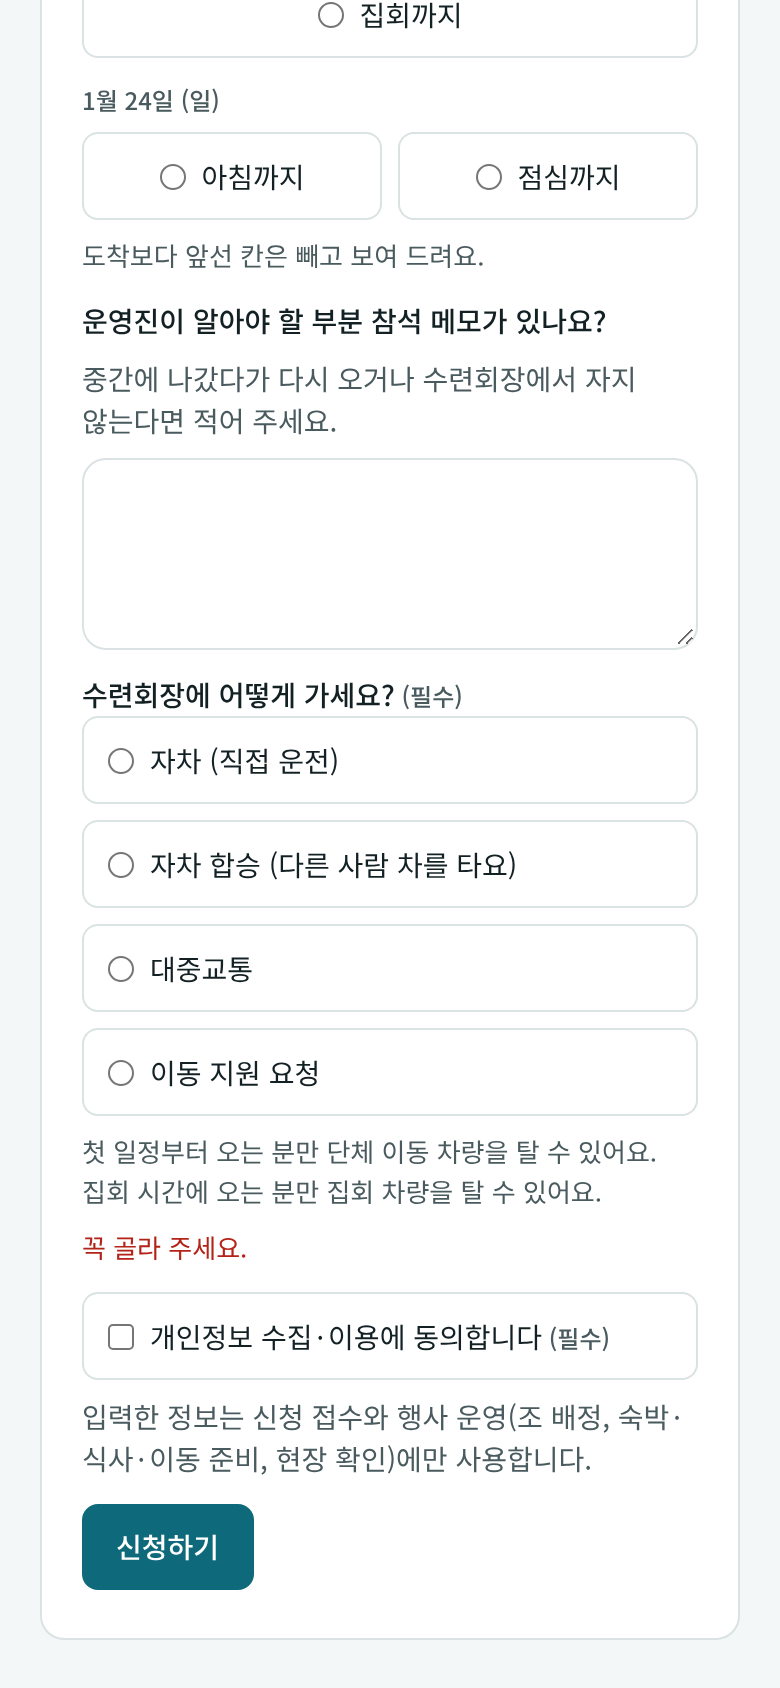 집회까지
1월 24일 (일)
아침까지
점심까지
도착보다 앞선 칸은 빼고 보여 드려요.
운영진이 알아야 할 부분 참석 메모가 있나요?
중간에 나갔다가 다시 오거나 수련회장에서 자지
않는다면 적어 주세요.
수련회장에 어떻게 가세요? (필수)
자차 (직접 운전)
자차 합승 (다른 사람 차를 타요)
대중교통
이동 지원 요청
첫 일정부터 오는 분만 단체 이동 차량을 탈 수 있어요.
집회 시간에 오는 분만 집회 차량을 탈 수 있어요.
꼭 골라 주세요.
개인정보 수집·이용에 동의합니다 (필수)
입력한 정보는 신청 접수와 행사 운영(조 배정, 숙박·
식사·이동 준비, 현장 확인)에만 사용합니다.
신청하기